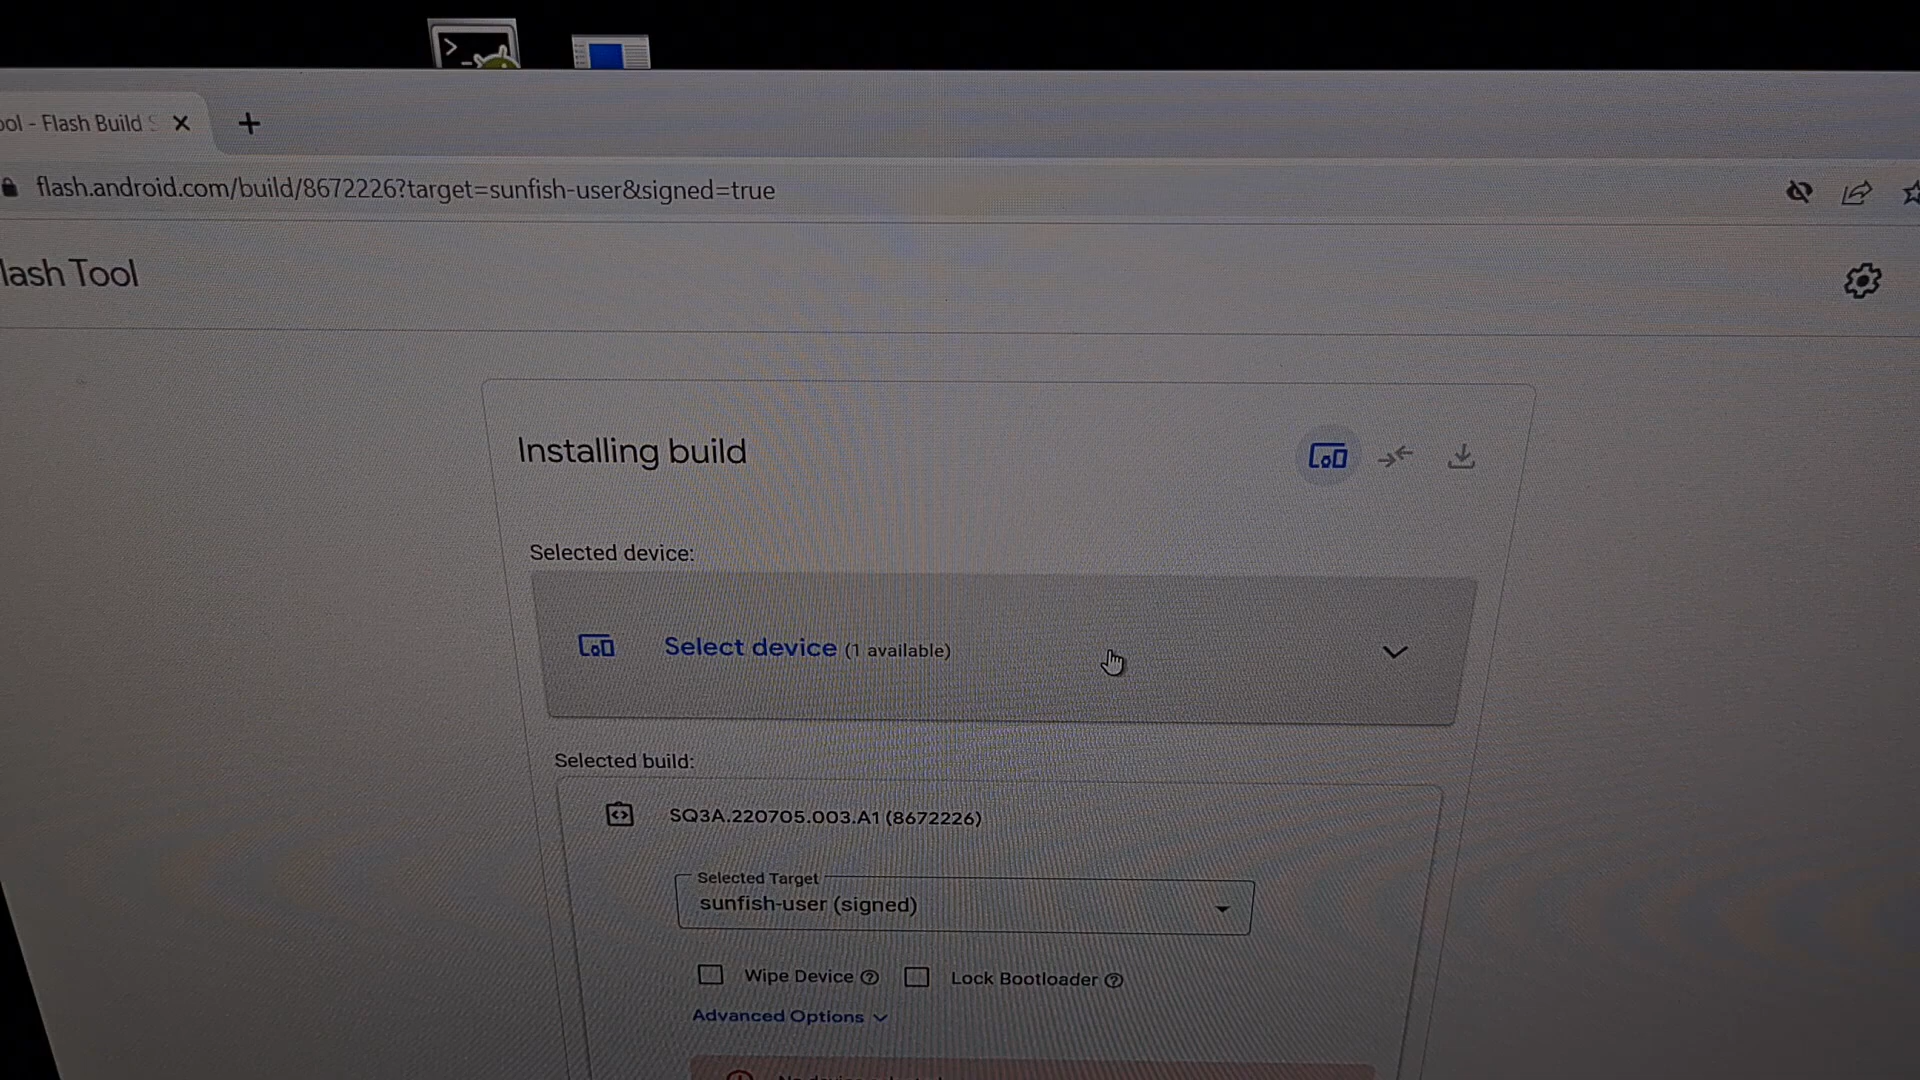 ool - Flash Build S
flash.android.com/build/8672226?target=sunfish-user&signed=true
lash Tool
Installing build
Selected device:
Select device (1 available)
Selected build:
SQ3A.220705.003.A1 (8672226)
Selected Target
sunfish-user (signed)
Wipe Device
Lock Bootloader
Advanced Options